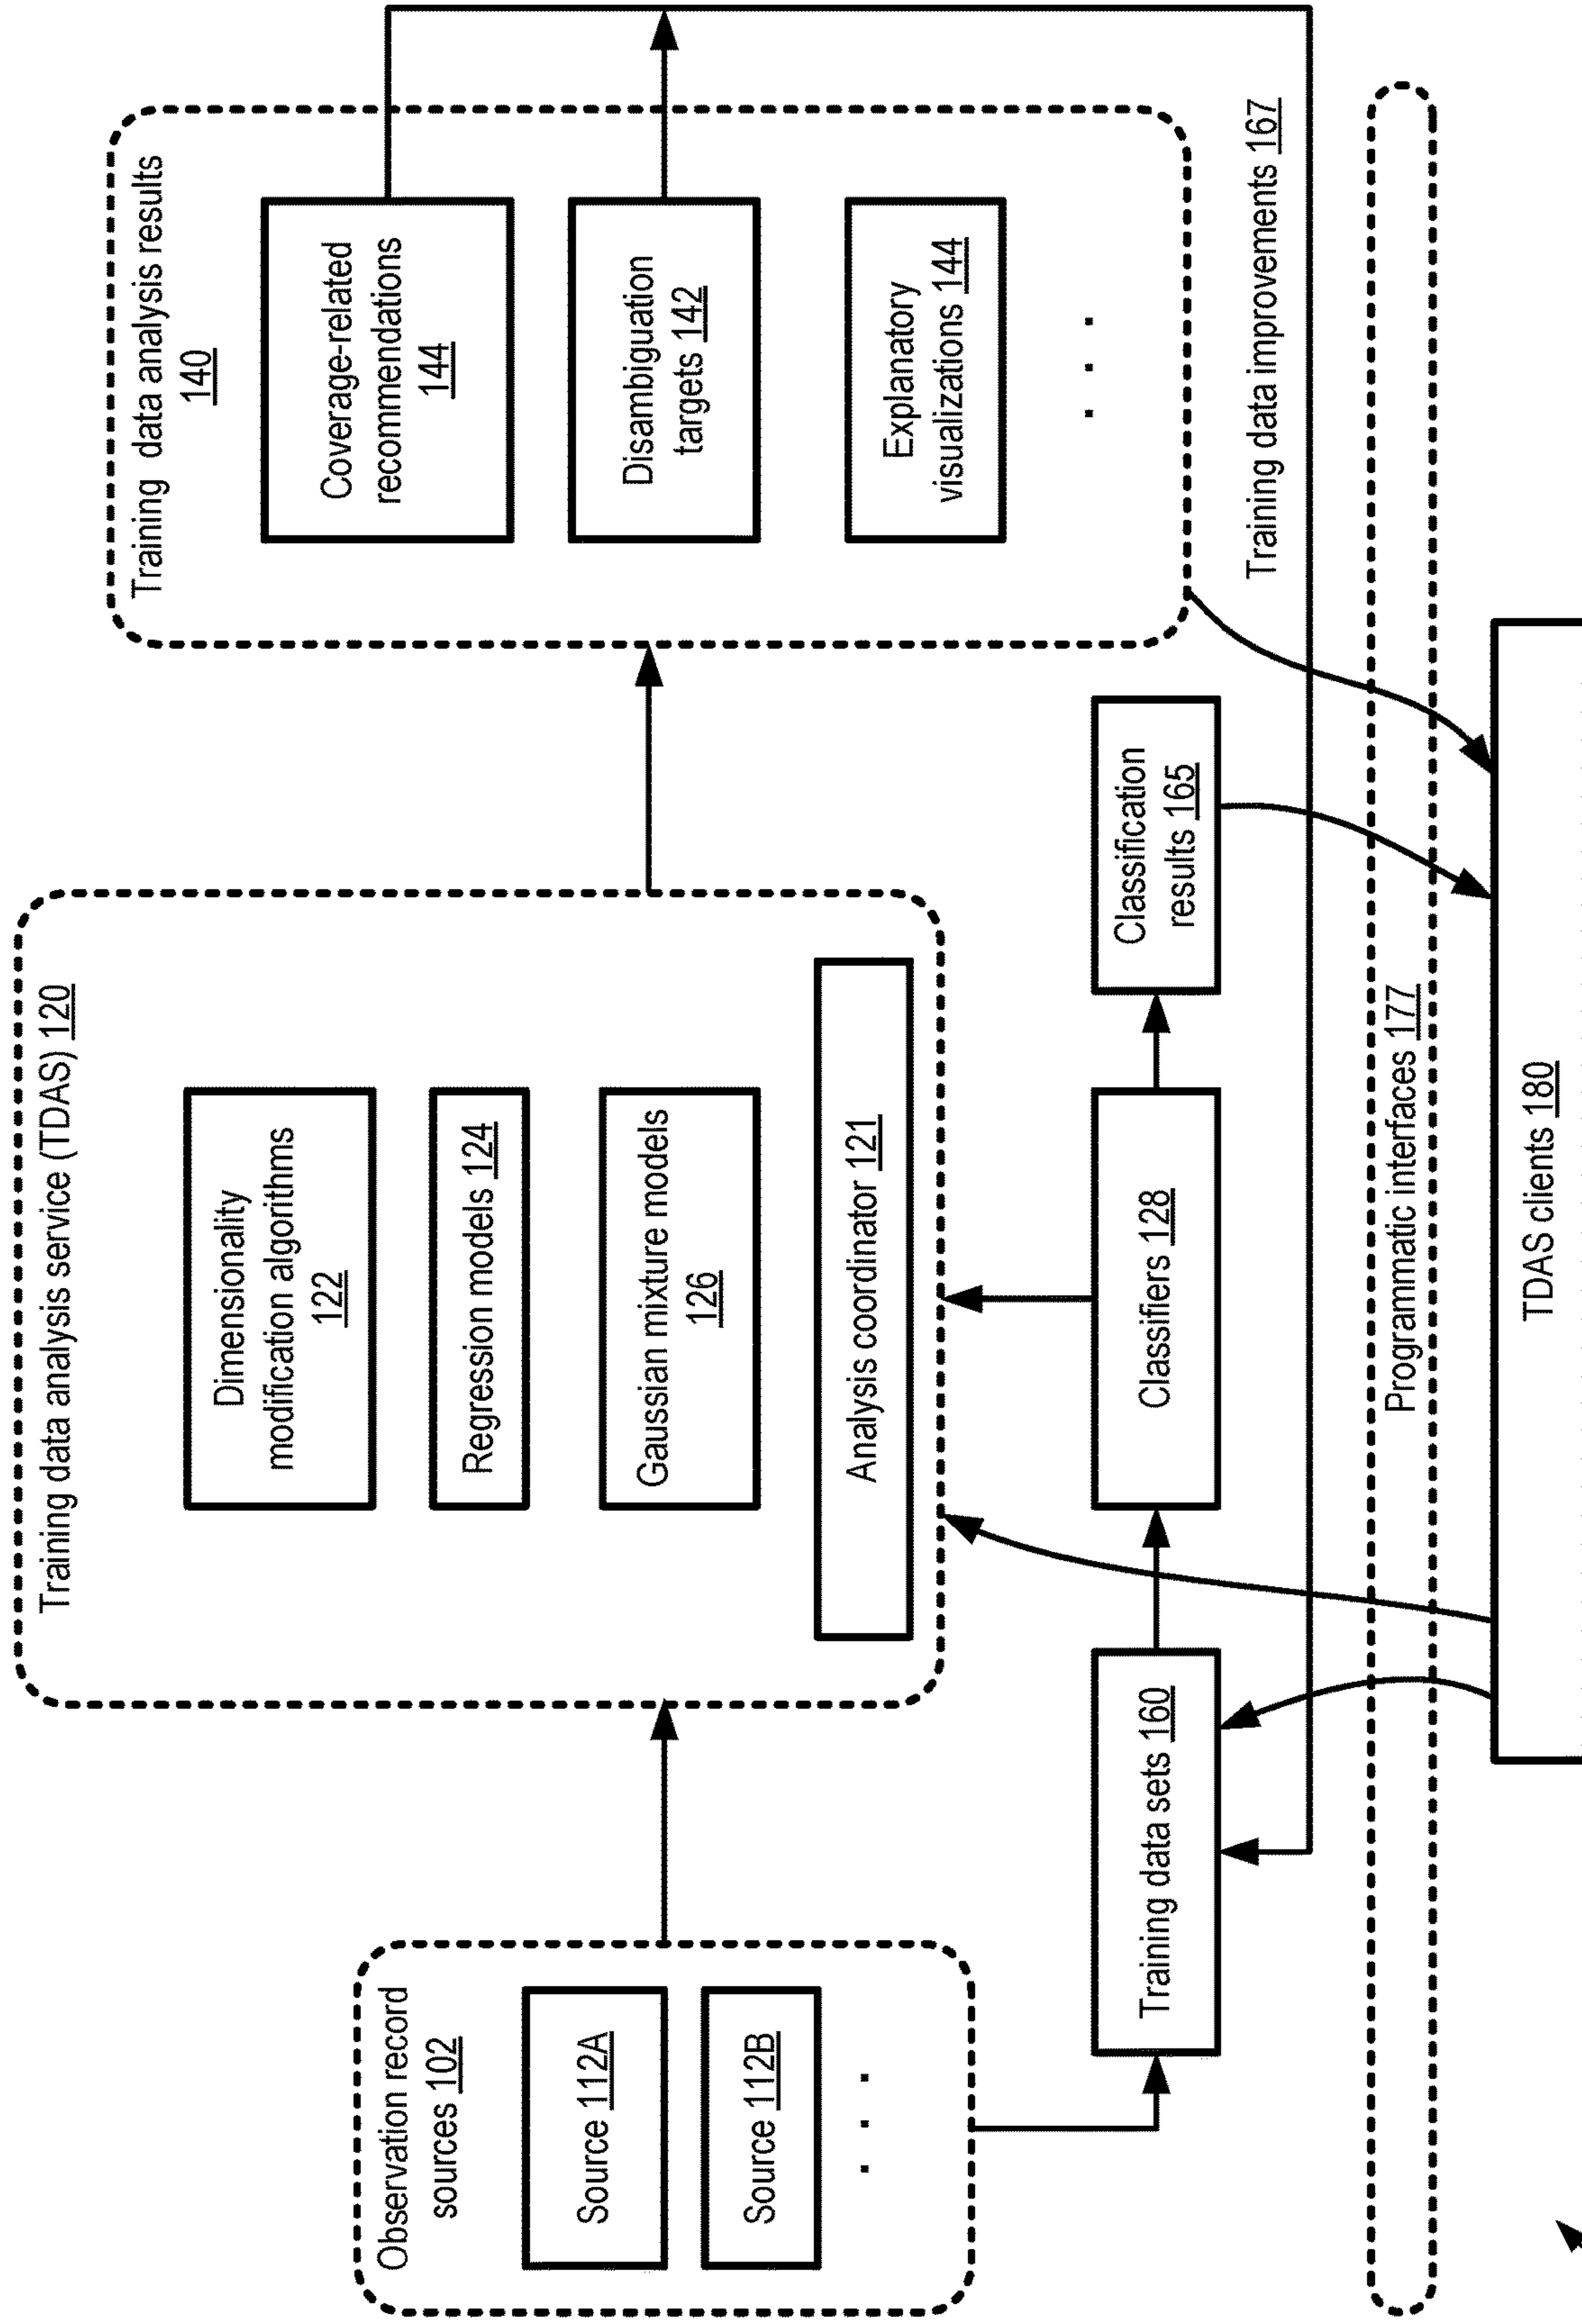 Observation record
sources 102
Source 112A
Source 112B
. . .
Training data analysis service (TDAS) 120
Dimensionality
modification algorithms
122
Regression models 124
Gaussian mixture models
126
Analysis coordinator 121
Training data analysis results
140
Coverage-related
recommendations
144
Disambiguation
targets 142
Explanatory
visualizations 144
. . .
Training data sets 160
Classifiers 128
Classification
results 165
Training data improvements 167
Programmatic interfaces 177
TDAS clients 180